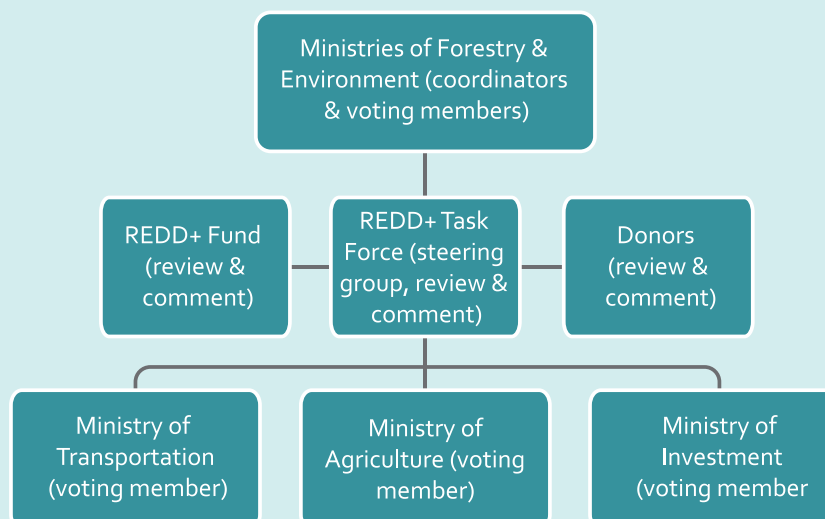 Ministries of Forestry &
Environment (coordinators
& voting members)
REDD+ Fund
(review &
comment)
REDD+ Task
Force (steering
group, review &
comment)
Donors
(review &
comment)
Ministry of
Transportation
(voting member)
Ministry of
Agriculture (voting
member)
Ministry of
Investment
(voting member